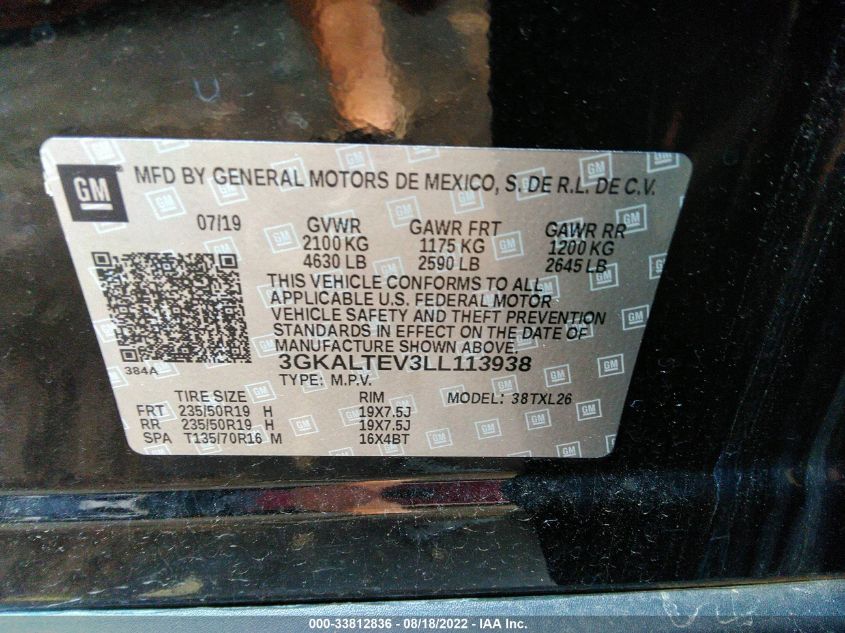 GM
MFD BY GENERAL MOTORS DE MEXICO, S. DE R.L. DE C.V.
07/19 GVWR GAWR FRT GAWR RR
2100 KG 1175 KG 1200 KG
4630 LB 2590 LB 2645 LB
THIS VEHICLE CONFORMS TO ALL
APPLICABLE U.S. FEDERAL MOTOR
VEHICLE SAFETY AND THEFT PREVENTION
STANDARDS IN EFFECT ON THE DATE OF
MANUFACTURE SHOWN ABOVE.
384A
3GKALTEV3LL113938
TYPE: M.P.V.
TIRE SIZE RIM MODEL: 38TXL26
FRT 235/50R19 H 19X7.5J
RR 235/50R19 H 19X7.5J
SPA T135/70R16 M 16X4BT
000-33812836 - 08/18/2022 - IAA Inc.